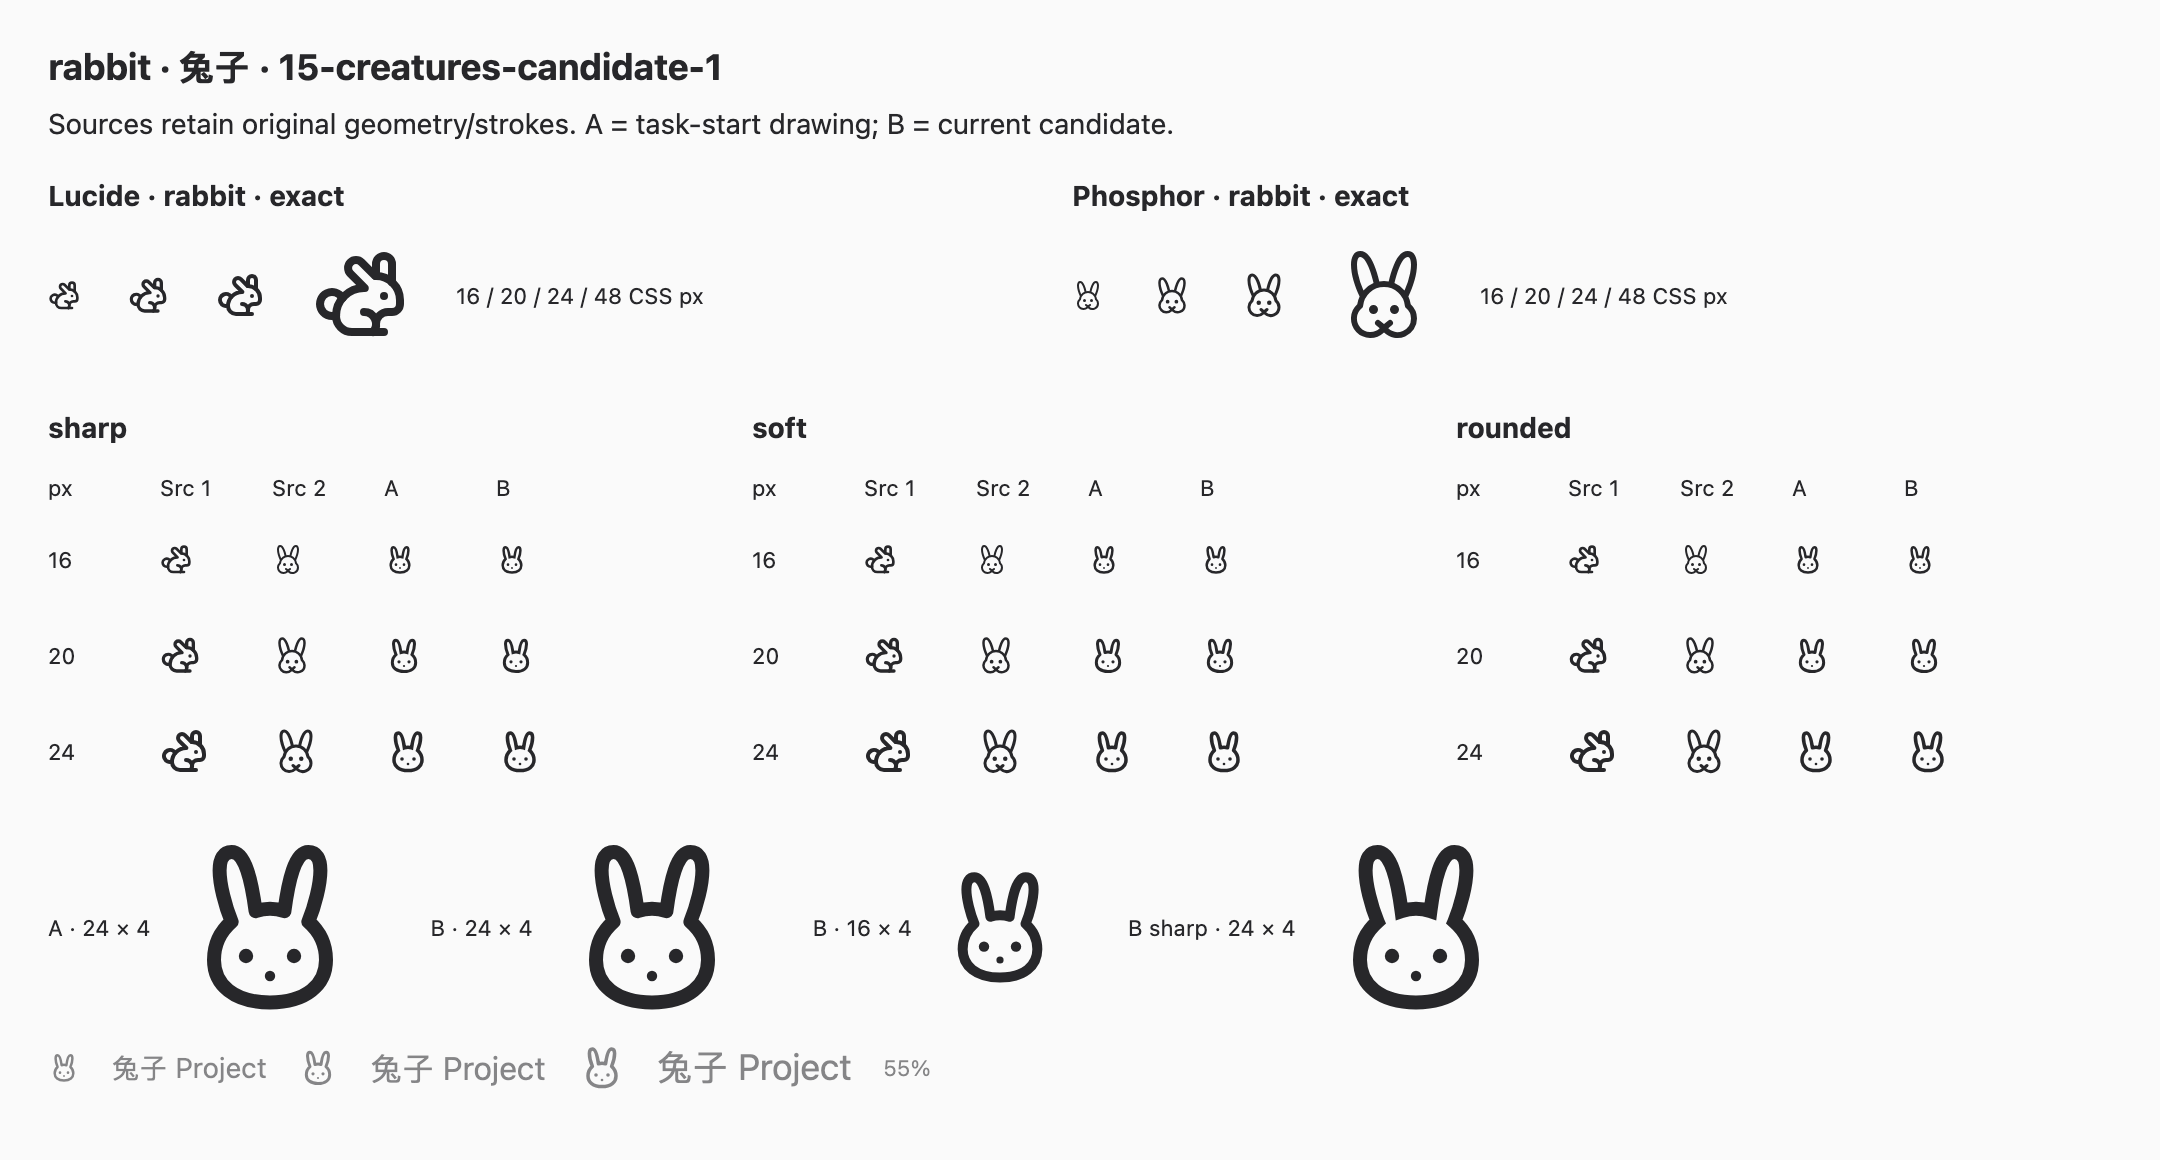 rabbit · 兔子 · 15-creatures-candidate-1
Sources retain original geometry/strokes. A = task-start drawing; B = current candidate.
Lucide · rabbit · exact
Phosphor · rabbit · exact
16 / 20 / 24 / 48 CSS px
16 / 20 / 24 / 48 CSS px
sharp
soft
rounded
px Src 1 Src 2 A B
px Src 1 Src 2 A B
px Src 1 Src 2 A B
16
16
16
20
20
20
24
24
24
A · 24 × 4
B · 24 × 4
B · 16 × 4
B sharp · 24 × 4
兔子 Project
兔子 Project
兔子 Project
55%